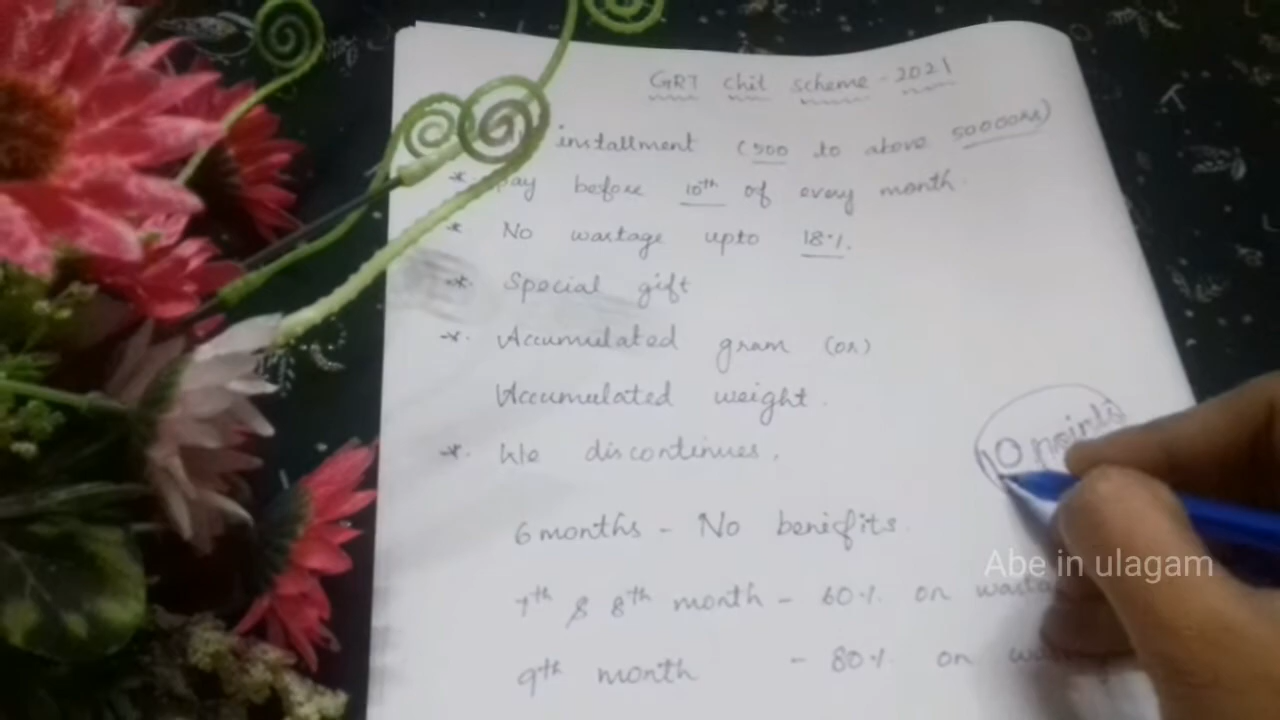 GRT chit scheme - 2021
installment (500 to above 50000Rs)
* pay before 10th of every month.
* No wastage upto 18%.
* Special gift
* Accumulated gram (or)
Accumulated weight.
* We discontinues.
10 points
6 months - No benifits.
Abe in ulagam
7th & 8th month - 60% on
9th month - 80% on